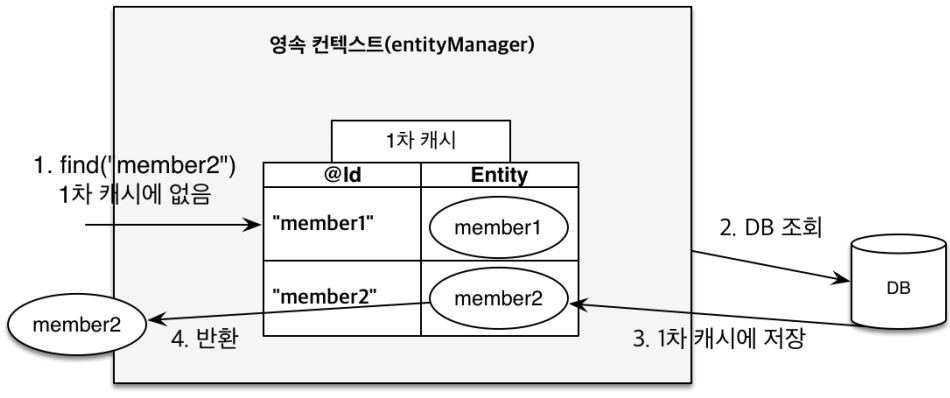 영속 컨텍스트(entityManager)
1차 캐시
1. find("member2")
1차 캐시에 없음
@Id
Entity
"member1"
member1
2. DB 조회
DB
"member2"
member2
member2
4. 반환
3. 1차 캐시에 저장